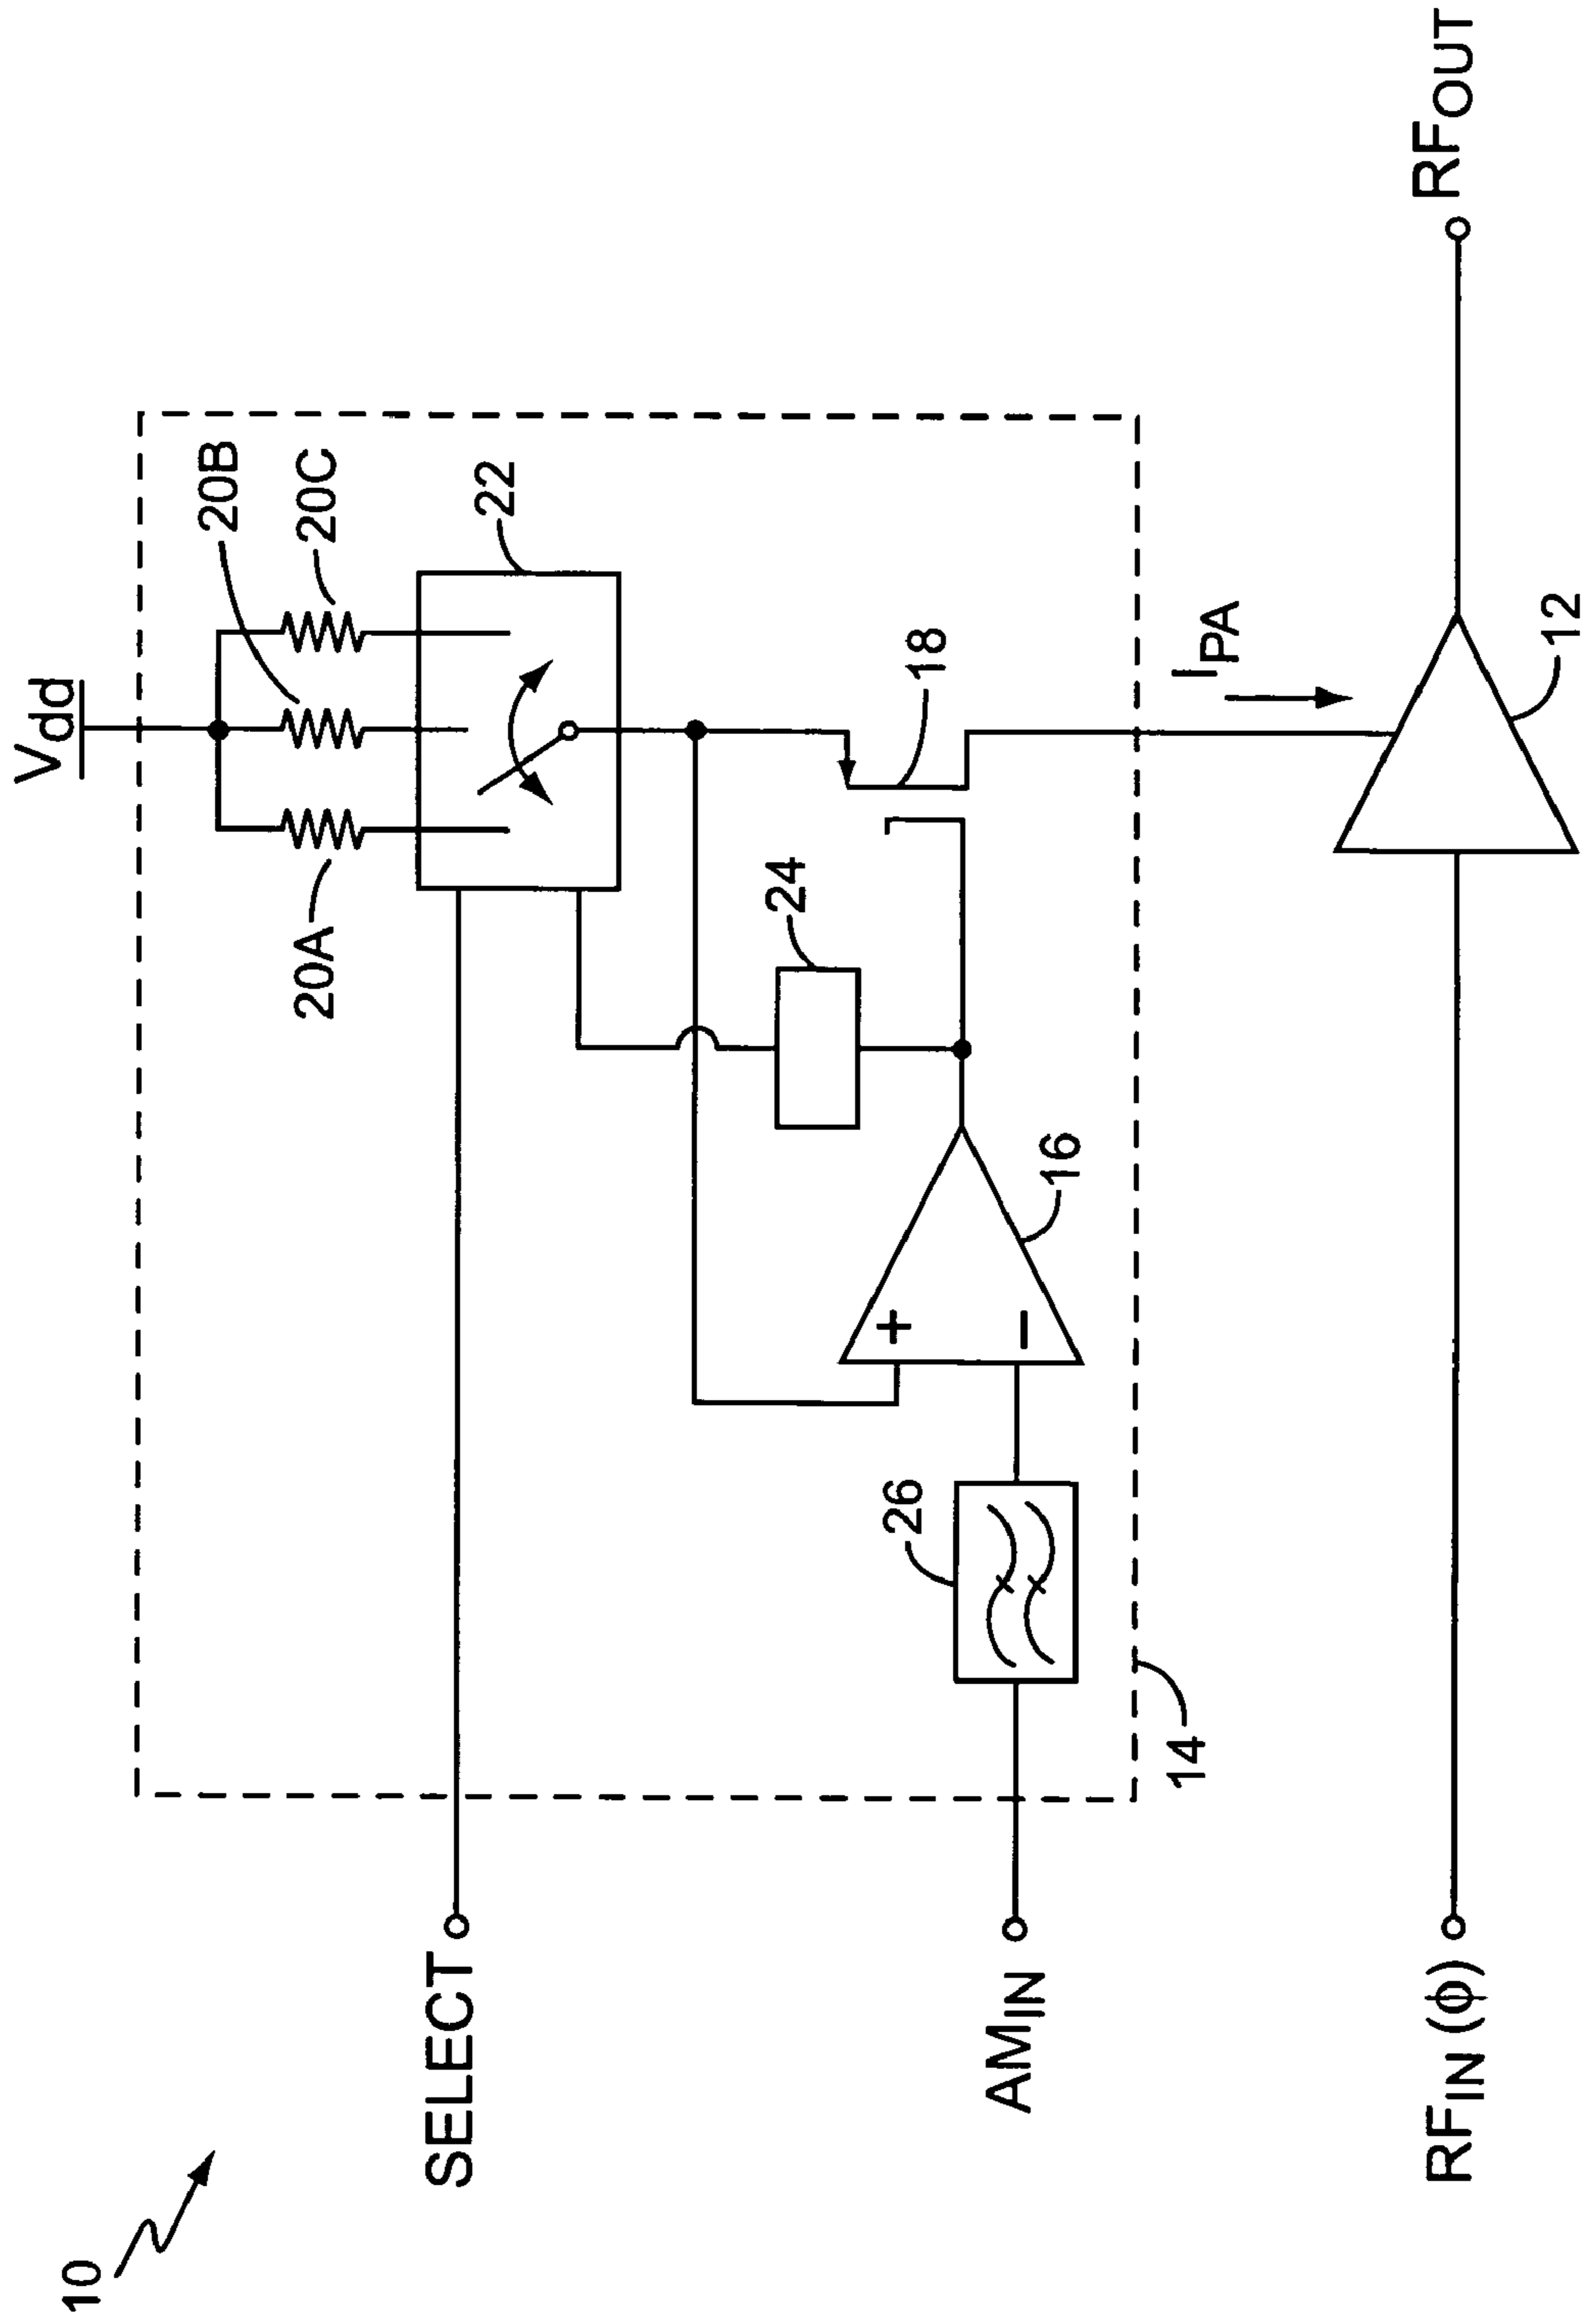 10
Vdd
20A
20B
20C
22
SELECT
24
18
16
26
AMIN
14
IPA
RFIN (ϕ)
12
RFOUT
+
−